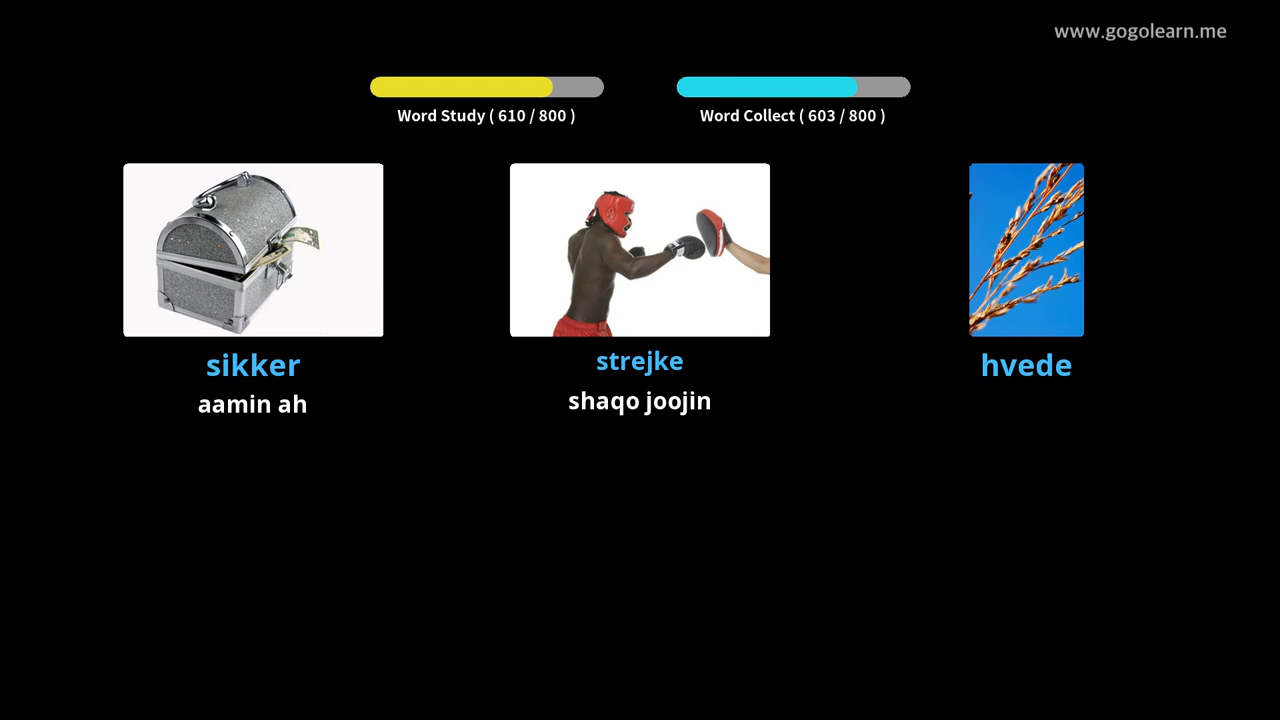 www.gogolearn.me
Word Study ( 610 / 800 )
Word Collect ( 603 / 800 )
sikker
aamin ah
strejke
shaqo joojin
hvede